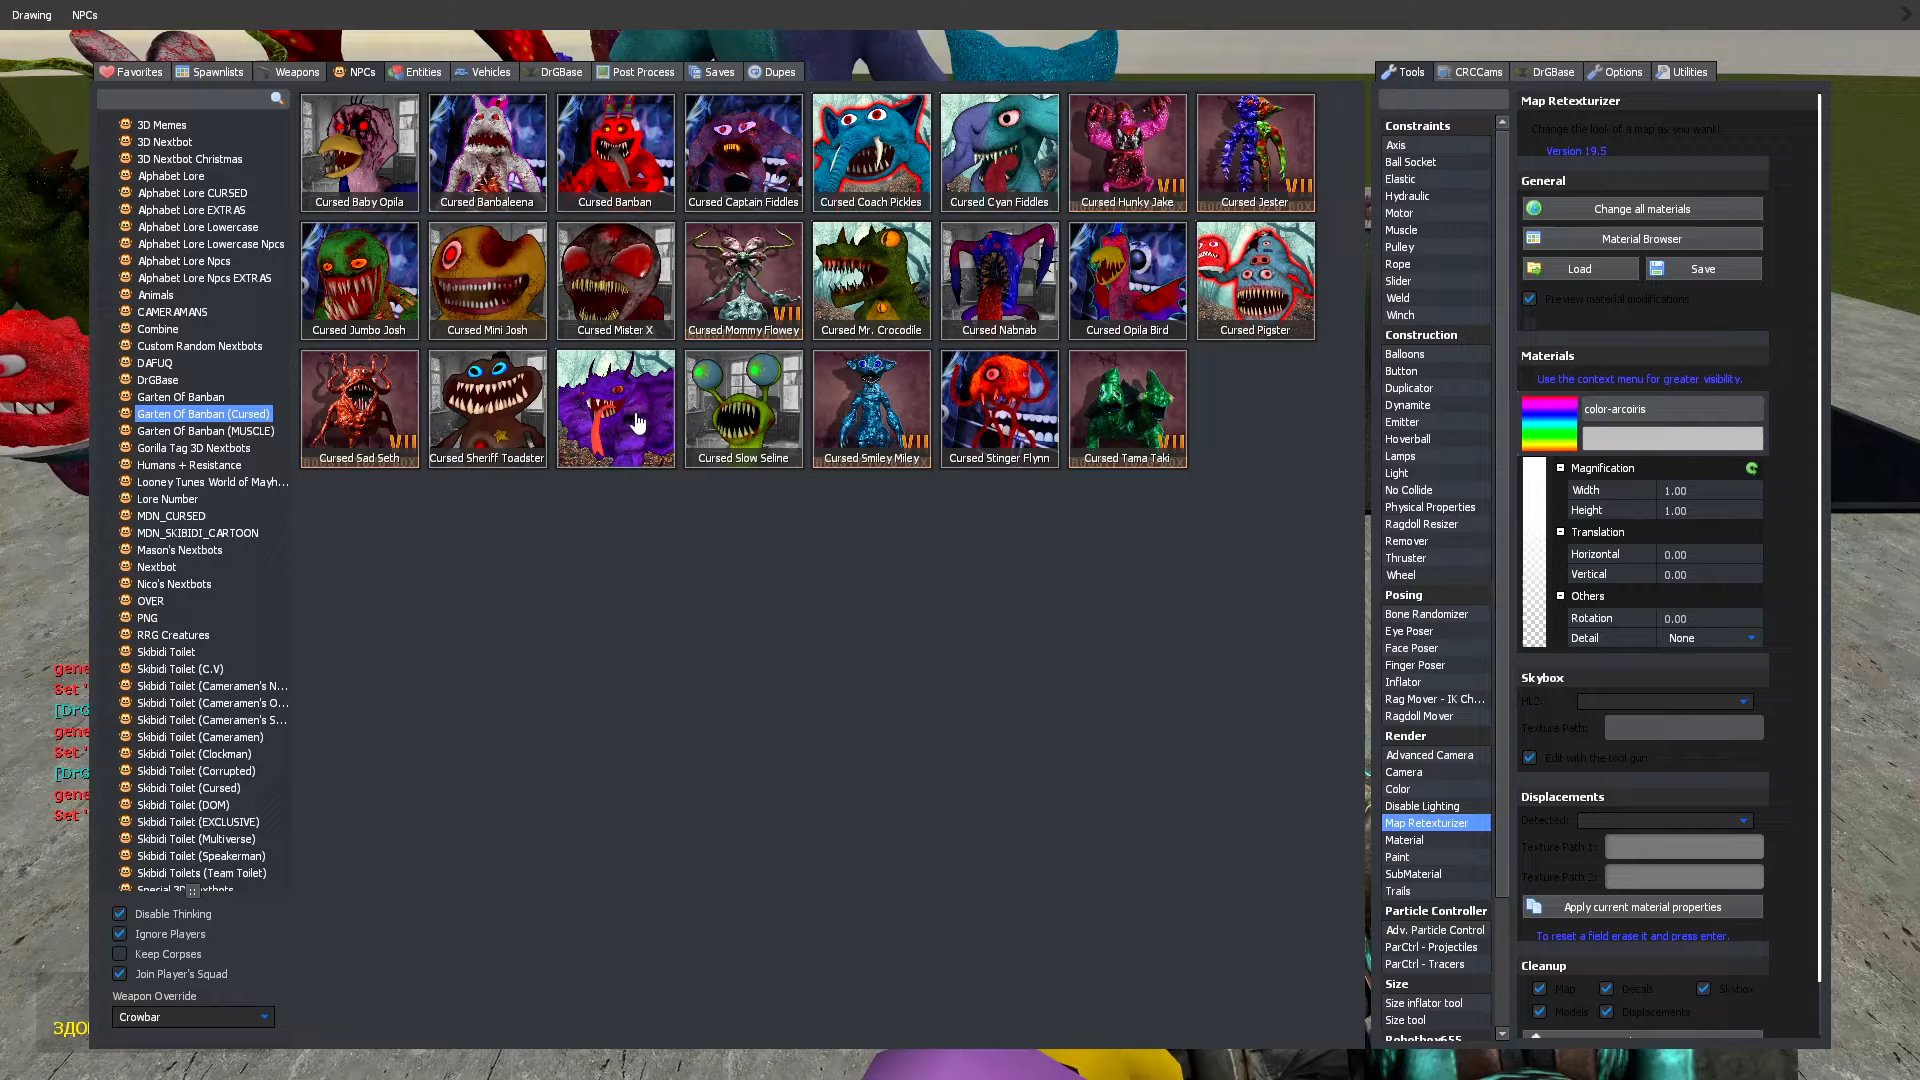 Drawing NPCs
Favorites Spawnlists Weapons NPCs Entities Vehicles DrGBase Post Process Saves Dupes
3D Memes
3D Nextbot
3D Nextbot Christmas
Alphabet Lore
Alphabet Lore CURSED
Alphabet Lore EXTRAS
Alphabet Lore Lowercase
Alphabet Lore Lowercase Npcs
Alphabet Lore Npcs
Alphabet Lore Npcs EXTRAS
Animals
CAMERAMANS
Combine
Custom Random Nextbots
DAFUQ
DrGBase
Garten Of Banban
Garten Of Banban (Cursed)
Garten Of Banban (MUSCLE)
Gorilla Tag 3D Nextbots
Humans + Resistance
Looney Tunes World of Mayh...
Lore Number
MDN_CURSED
MDN_SKIBIDI_CARTOON
Mason's Nextbots
Nextbot
Nico's Nextbots
OVER
PNG
RRG Creatures
Skibidi Toilet
Skibidi Toilet (C.V)
Skibidi Toilet (Cameramen's N...
Skibidi Toilet (Cameramen's O...
Skibidi Toilet (Cameramen's S...
Skibidi Toilet (Cameramen)
Skibidi Toilet (Clockman)
Skibidi Toilet (Corrupted)
Skibidi Toilet (Cursed)
Skibidi Toilet (DOM)
Skibidi Toilet (EXCLUSIVE)
Skibidi Toilet (Multiverse)
Skibidi Toilet (Speakerman)
Skibidi Toilets (Team Toilet)
Disable Thinking
Ignore Players
Keep Corpses
Join Player's Squad
Weapon Override
Crowbar
Cursed Baby Opila Cursed Banbaleena Cursed Banban Cursed Captain Fiddles Cursed Coach Pickles Cursed Cyan Fiddles Cursed Hunky Jake Cursed Jester
Cursed Jumbo Josh Cursed Mini Josh Cursed Mister X Cursed Mommy Flowey Cursed Mr. Crocodile Cursed Nabnab Cursed Opila Bird Cursed Pigster
Cursed Sad Seth Cursed Sheriff Toadster Cursed Slow Seline Cursed Smiley Miley Cursed Stinger Flynn Cursed Tama Taki
Tools CRCCams DrGBase Options Utilities
Constraints
Axis
Ball Socket
Elastic
Hydraulic
Motor
Muscle
Pulley
Rope
Slider
Weld
Winch
Construction
Balloons
Button
Duplicator
Dynamite
Emitter
Hoverball
Lamps
Light
No Collide
Physical Properties
Ragdoll Resizer
Remover
Thruster
Wheel
Posing
Bone Randomizer
Eye Poser
Face Poser
Finger Poser
Inflator
Rag Mover - IK Ch...
Ragdoll Mover
Render
Advanced Camera
Camera
Color
Disable Lighting
Map Retexturizer
Material
Paint
SubMaterial
Trails
Particle Controller
Adv. Particle Control
ParCtrl - Projectiles
ParCtrl - Tracers
Size
Size inflator tool
Size tool
Map Retexturizer
Change the look of a map as you want!
Version 19.5
General
Change all materials
Material Browser
Load Save
Preview material modifications
Materials
Use the context menu for greater visibility.
color-arcoiris
Magnification
Width 1.00
Height 1.00
Translation
Horizontal 0.00
Vertical 0.00
Others
Rotation 0.00
Detail None
Skybox
HL2:
Texture Path:
Edit with the tool gun
Displacements
Detected:
Texture Path 1:
Texture Path 2:
Apply current material properties
To reset a field erase it and press enter.
Cleanup
Map Decals Skybox
Models Displacements
gene
Set '
[DrG
gene
Set '
[DrG
gene
Set '